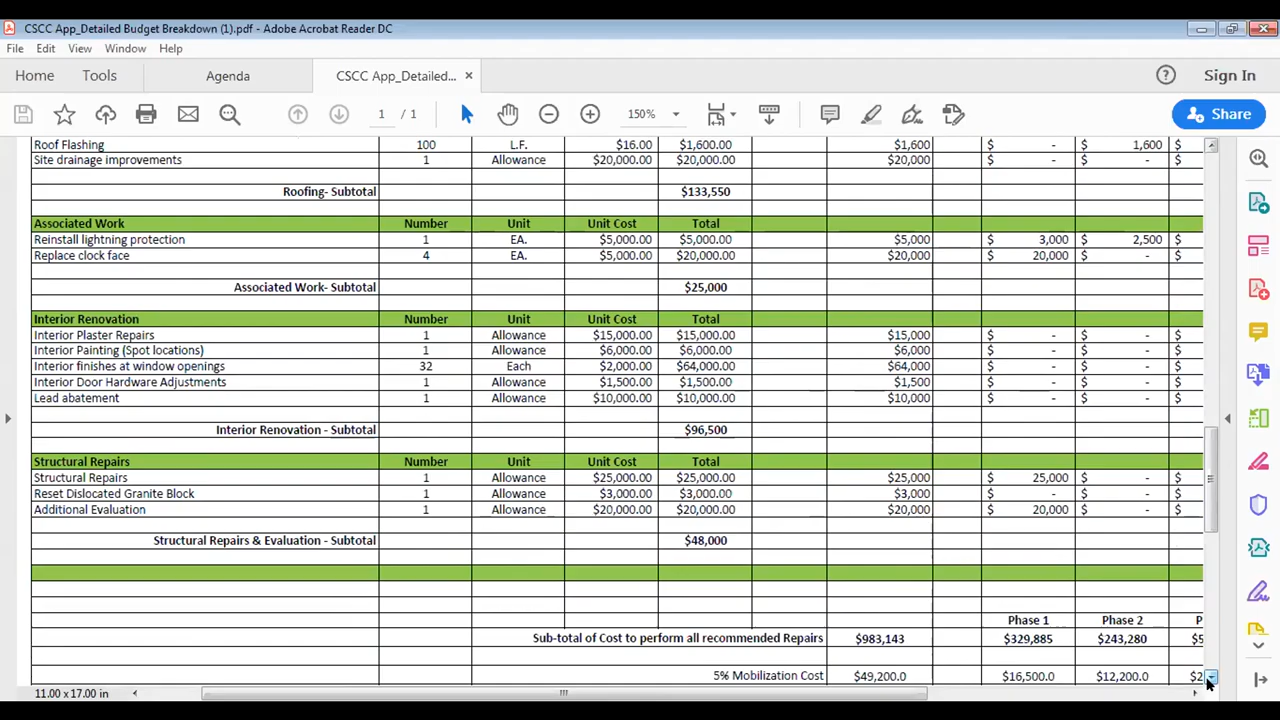 CSCC App_Detailed Budget Breakdown (1).pdf - Adobe Acrobat Reader DC
File Edit View Window Help
Home Tools Agenda CSCC App_Detailed... × Sign In
1 / 1 150% Share
Roof Flashing 100 L.F. $16.00 $1,600.00 $1,600 $ - $ 1,600 $
Site drainage improvements 1 Allowance $20,000.00 $20,000.00 $20,000 $ - $ - $
Roofing- Subtotal $133,550
Associated Work Number Unit Unit Cost Total
Reinstall lightning protection 1 EA. $5,000.00 $5,000.00 $5,000 $ 3,000 $ 2,500 $
Replace clock face 4 EA. $5,000.00 $20,000.00 $20,000 $ 20,000 $ - $
Associated Work- Subtotal $25,000
Interior Renovation Number Unit Unit Cost Total
Interior Plaster Repairs 1 Allowance $15,000.00 $15,000.00 $15,000 $ - $ - $
Interior Painting (Spot locations) 1 Allowance $6,000.00 $6,000.00 $6,000 $ - $ - $
Interior finishes at window openings 32 Each $2,000.00 $64,000.00 $64,000 $ - $ - $
Interior Door Hardware Adjustments 1 Allowance $1,500.00 $1,500.00 $1,500 $ - $ - $
Lead abatement 1 Allowance $10,000.00 $10,000.00 $10,000 $ - $ - $
Interior Renovation - Subtotal $96,500
Structural Repairs Number Unit Unit Cost Total
Structural Repairs 1 Allowance $25,000.00 $25,000.00 $25,000 $ 25,000 $ - $
Reset Dislocated Granite Block 1 Allowance $3,000.00 $3,000.00 $3,000 $ - $ - $
Additional Evaluation 1 Allowance $20,000.00 $20,000.00 $20,000 $ 20,000 $ - $
Structural Repairs & Evaluation - Subtotal $48,000
Phase 1 Phase 2 P
Sub-total of Cost to perform all recommended Repairs $983,143 $329,885 $243,280 $5
5% Mobilization Cost $49,200.0 $16,500.0 $12,200.0 $2
11.00 x 17.00 in